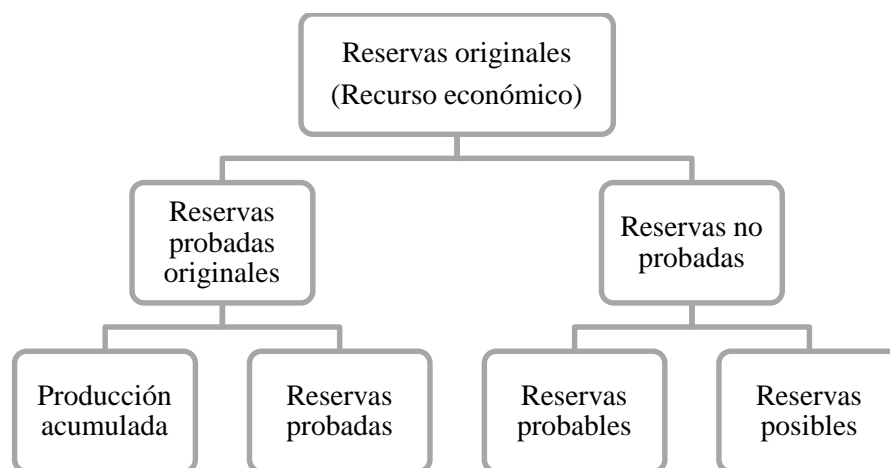 Reservas originales
(Recurso económico)
Reservas
probadas
originales
Reservas no
probadas
Producción
acumulada
Reservas
probadas
Reservas
probables
Reservas
posibles